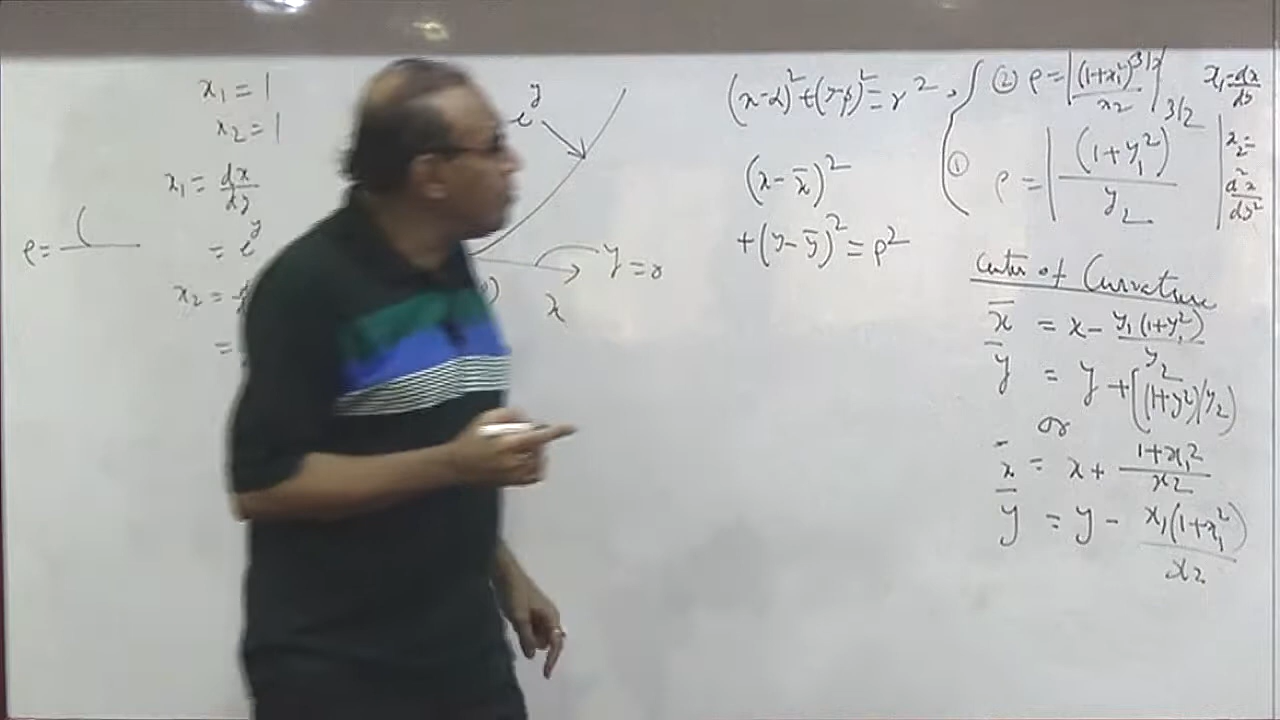 x₁ = 1
x₂ = 1
x₁ = dx/dy
= e^y
x₂ =
=
ρ = (
e^y
y = 0
x
(x-α)² + (y-β)² = r²,
(x - x̄)²
+ (y - ȳ)² = ρ²
② ρ = |(1+x₁²)^3/2 / x2|
x₁ = dx/dy
① ρ = |(1+y₁²) / y₂|
3/2
x₂ =
d²x/dy²
Center of Curvature
x̄ = x - y₁(1+y₁²)/y₂
ȳ = y + [(1+y²)/y₂)
or
x̄ = x + 1+x₁²/x2
ȳ = y - x₁(1+x₁²)/x2